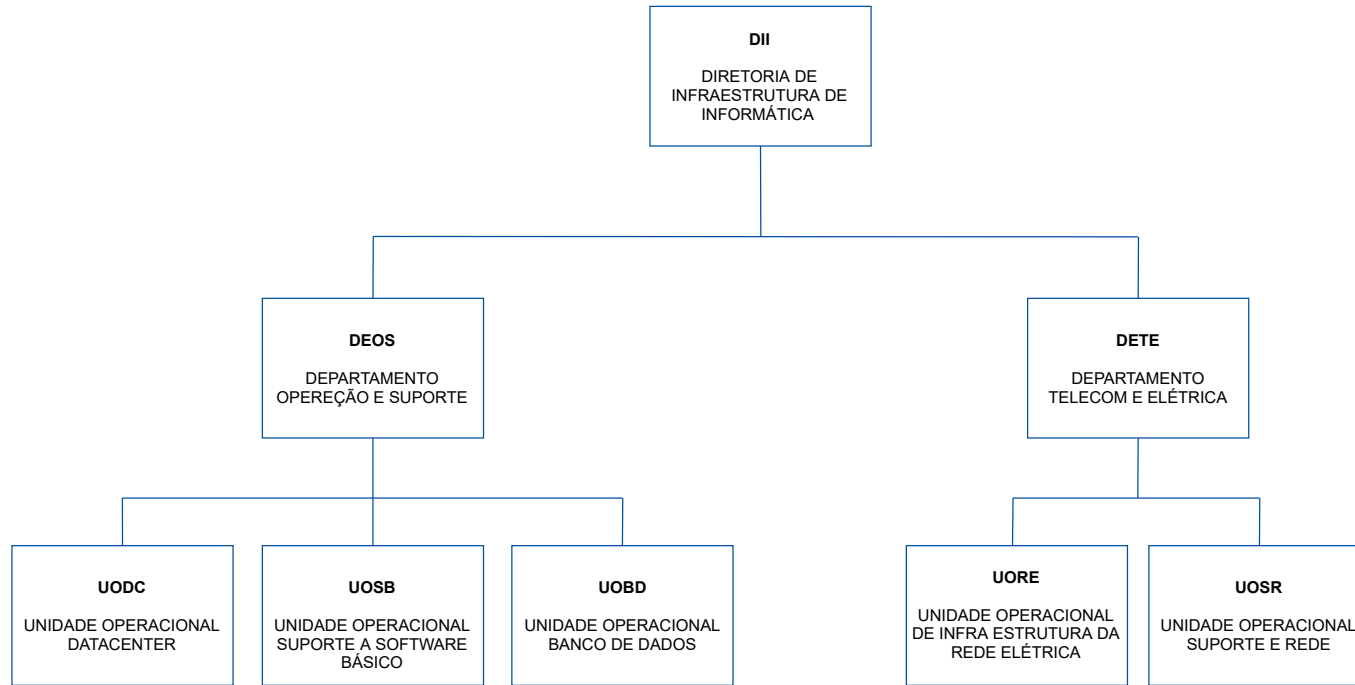 DII
DIRETORIA DE
INFRAESTRUTURA DE
INFORMÁTICA
DEOS
DEPARTAMENTO
OPEREÇÃO E SUPORTE
DETE
DEPARTAMENTO
TELECOM E ELÉTRICA
UODC
UNIDADE OPERACIONAL
DATACENTER
UOSB
UNIDADE OPERACIONAL
SUPORTE A SOFTWARE
BÁSICO
UOBD
UNIDADE OPERACIONAL
BANCO DE DADOS
UORE
UNIDADE OPERACIONAL
DE INFRA ESTRUTURA DA
REDE ELÉTRICA
UOSR
UNIDADE OPERACIONAL
SUPORTE E REDE